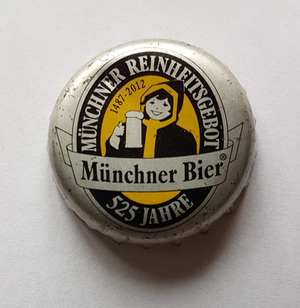 MÜNCHNER REINHEITSGEBOT
1487-2012
Münchner Bier®
525 JAHRE